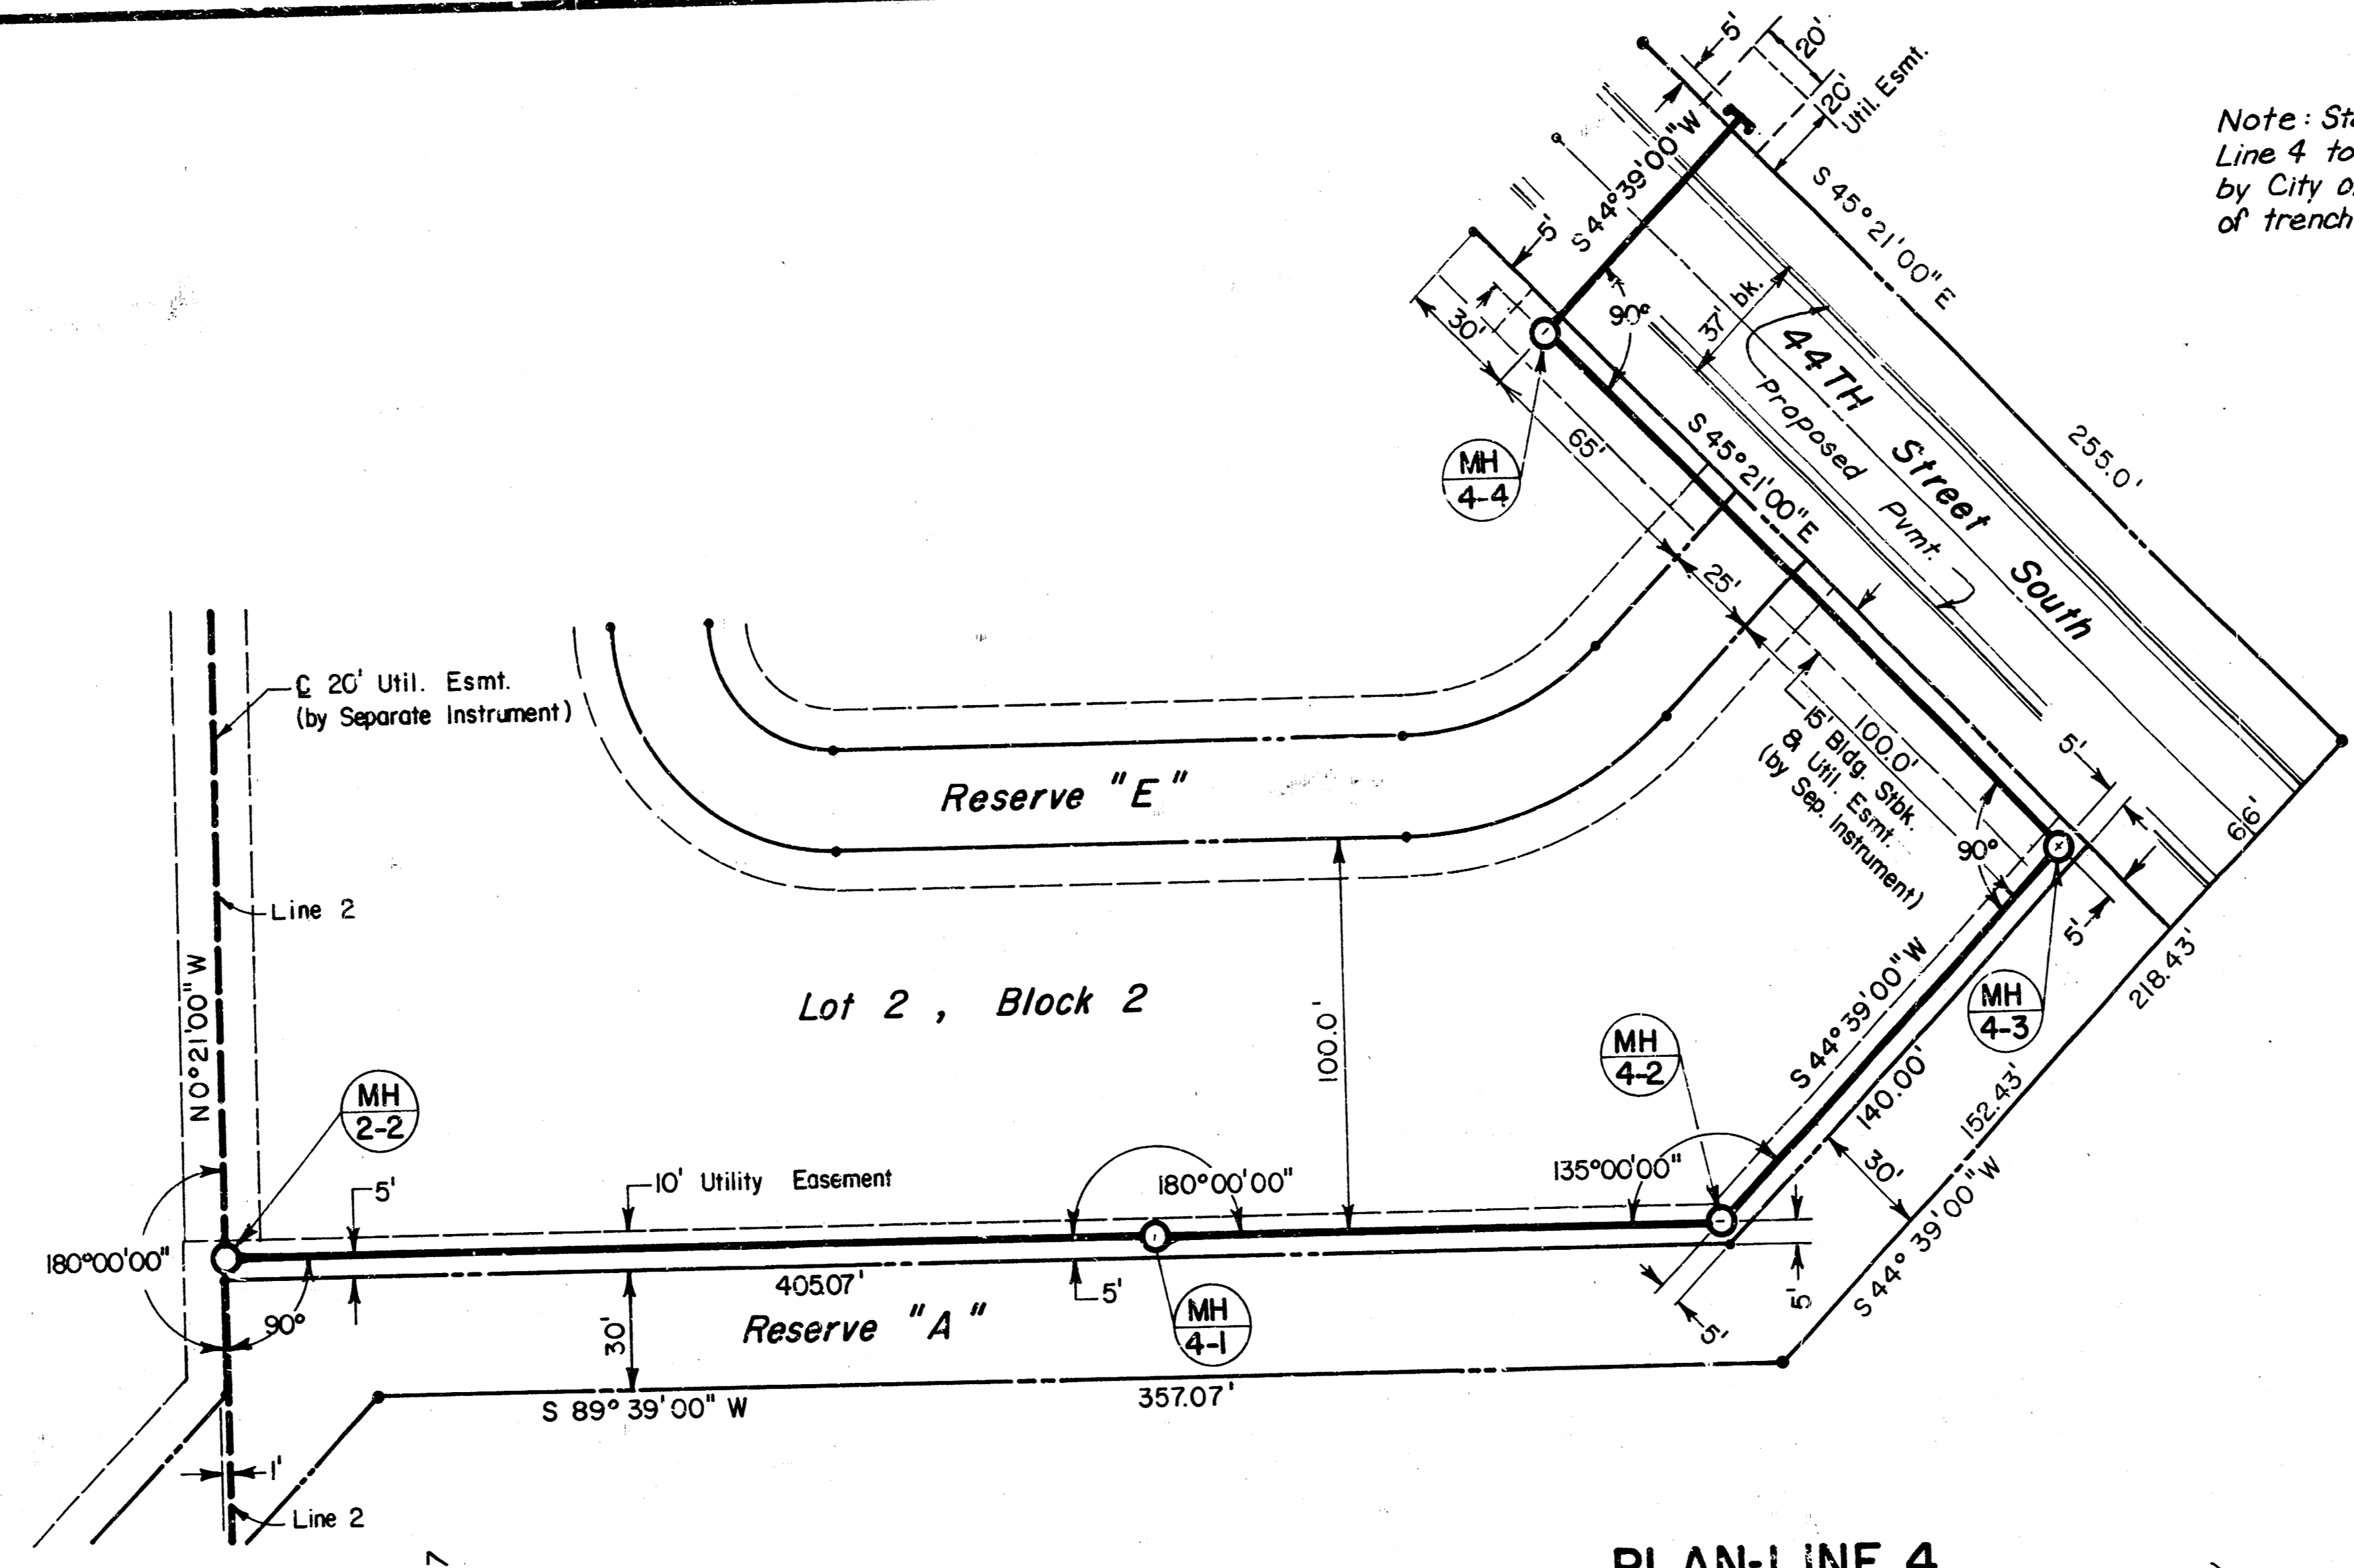 5'
20'
20'
Util. Esmt.
Note: St
Line 4 to
by City o
of trench
S 44°39'00" W
S 45°21'00" E
5'
30'
90°
37' bk.
44TH Street South
Proposed Pvmt.
255.0'
65'
S 45°21'00" E
MH
4-4
25'
℄ 20' Util. Esmt.
(by Separate Instrument)
15' Bldg. Stbk.
& Util. Esmt.
(by Sep. Instrument)
100.0'
5'
66'
Reserve "E"
90°
Line 2
5'
218.43'
N 0°21'00" W
Lot 2, Block 2
100.0'
S 44°39'00" W
MH
4-3
MH
4-2
140.00'
152.43'
MH
2-2
5'
10' Utility Easement
180°00'00"
135°00'00"
30'
S 44°39'00" W
180°00'00"
405.07'
5'
5'
90°
30'
Reserve "A"
MH
4-1
5'
S 89°39'00" W
357.07'
1'
Line 2
7
PLAN-LINE 4